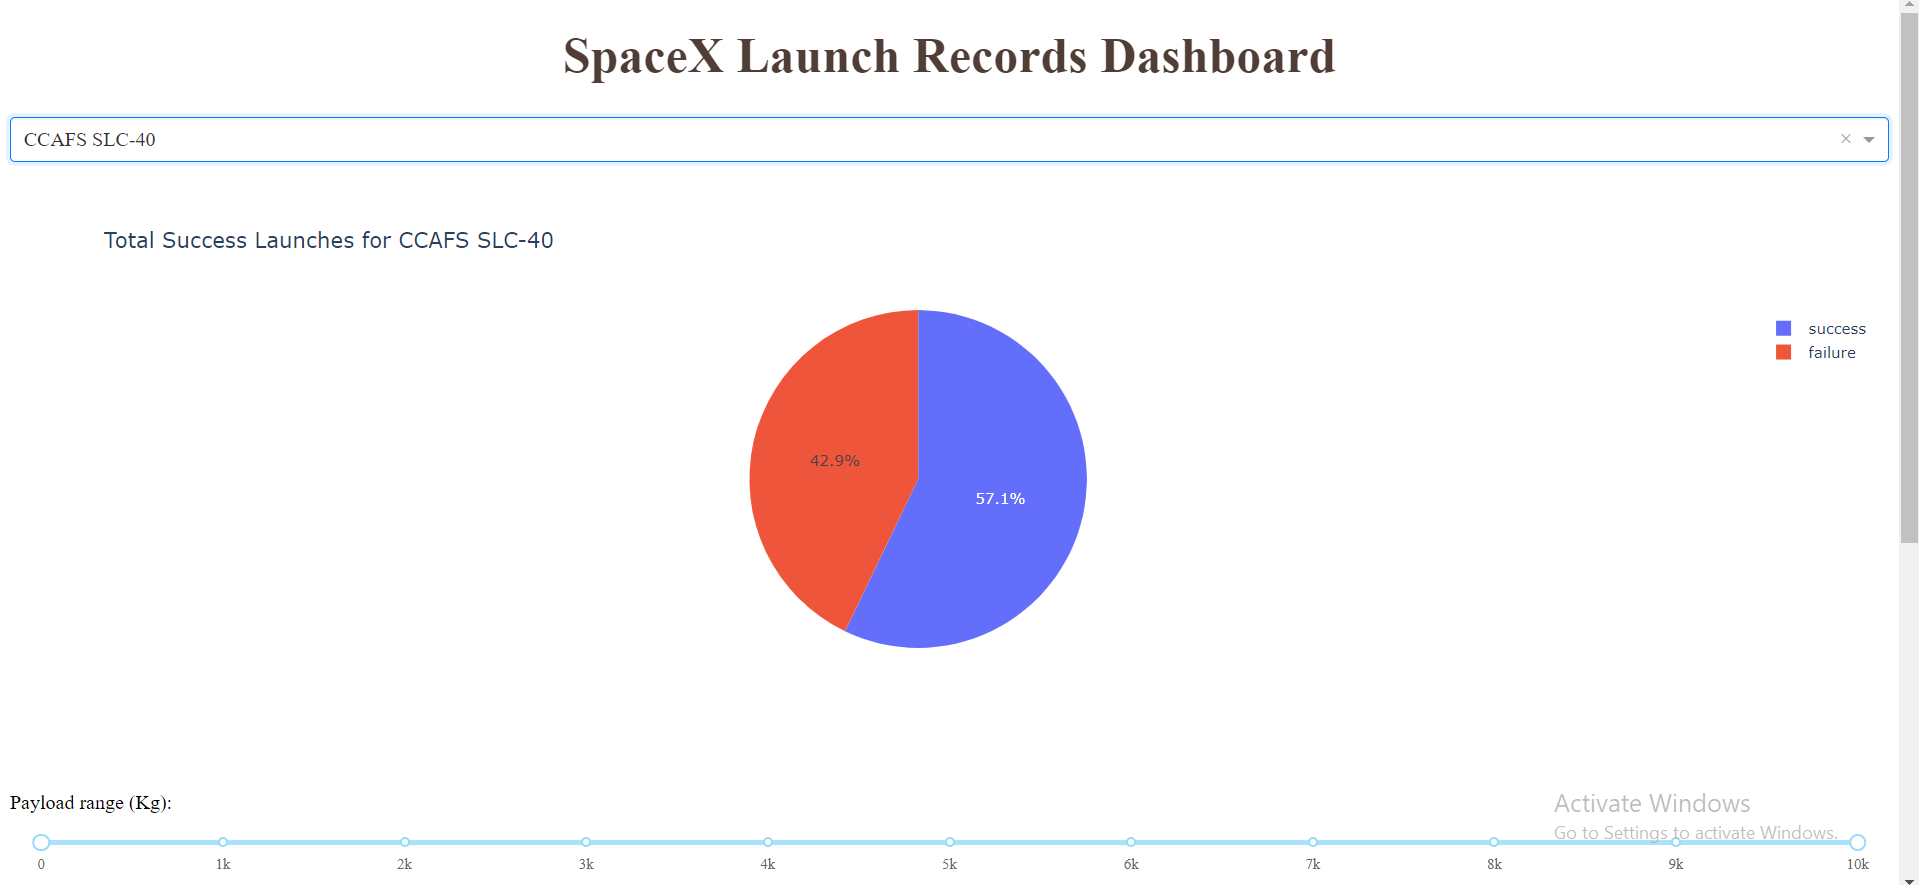 SpaceX Launch Records Dashboard
CCAFS SLC-40
×
Total Success Launches for CCAFS SLC-40
success
failure
42.9%
57.1%
Payload range (Kg):
Activate Windows
Go to Settings to activate Windows.
0 1k 2k 3k 4k 5k 6k 7k 8k 9k 10k